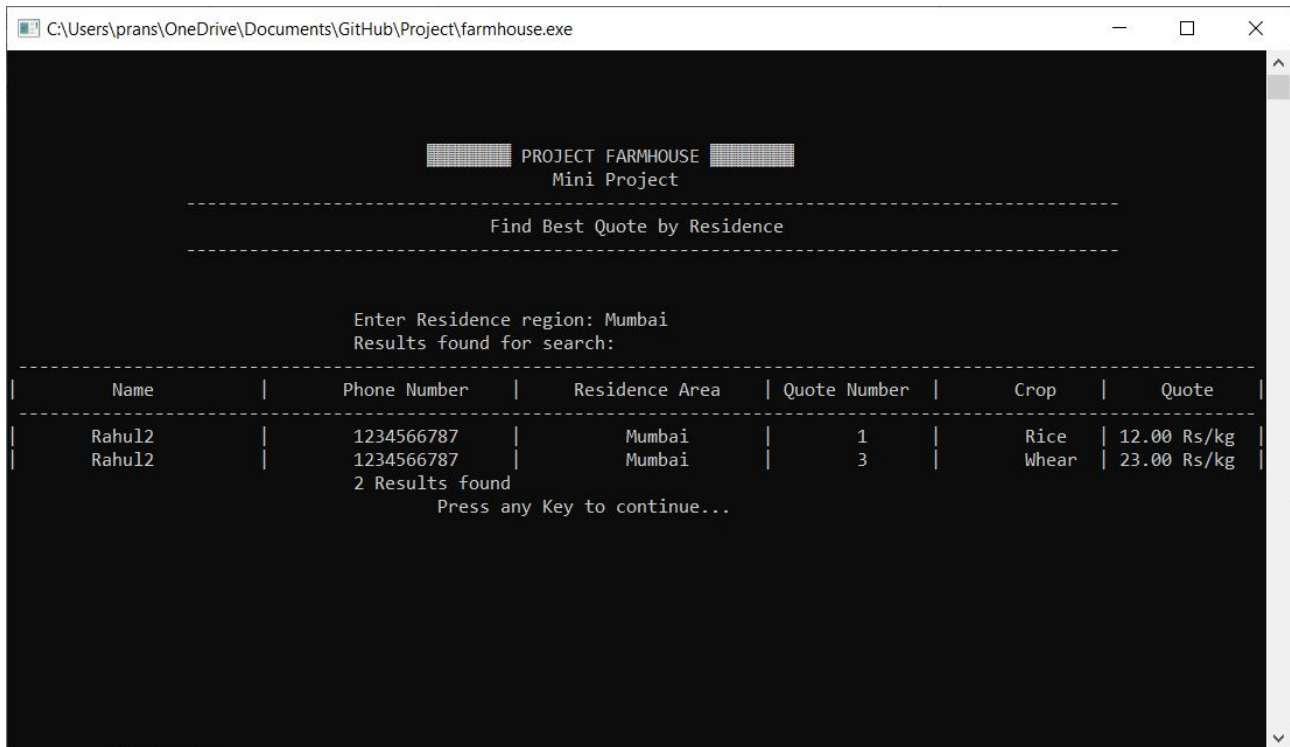 C:\Users\prans\OneDrive\Documents\GitHub\Project\farmhouse.exe
PROJECT FARMHOUSE
Mini Project
Find Best Quote by Residence
Enter Residence region: Mumbai
Results found for search:
| Name | Phone Number | Residence Area | Quote Number | Crop | Quote |
| Rahul2 | 1234566787 | Mumbai | 1 | Rice | 12.00 Rs/kg |
| Rahul2 | 1234566787 | Mumbai | 3 | Whear | 23.00 Rs/kg |
2 Results found
Press any Key to continue...